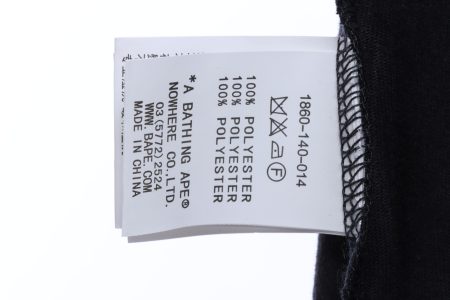 1860-140-014
F
100% POLYESTER
100% POLYESTER
100% POLYESTER
*A BATHING APE®
NOWHERE CO.,LTD.
03(5772)2524
WWW.BAPE.COM
MADE IN CHINA